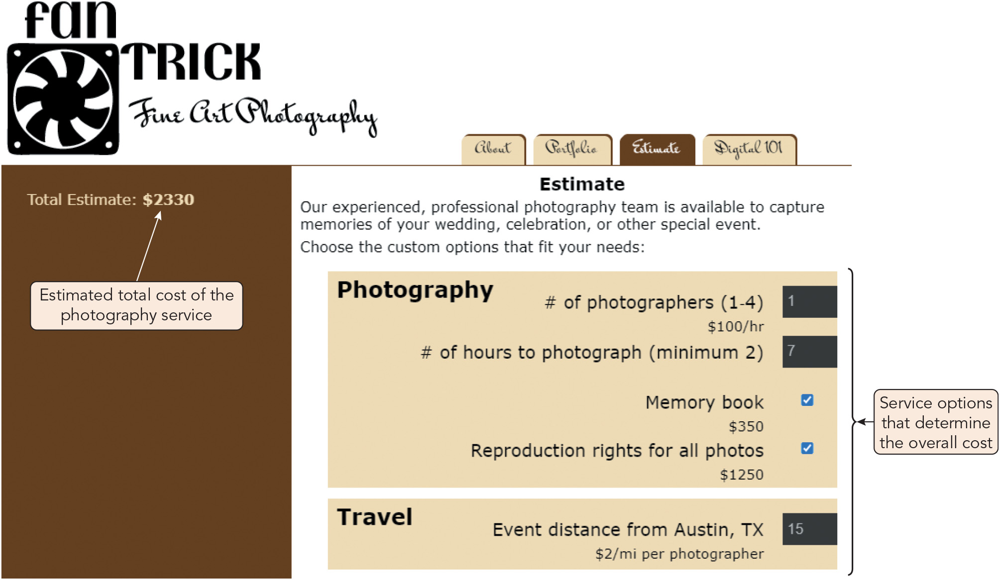 fan
TRICK
Fine Art Photography
About
Portfolio
Estimate
Digital 101
Total Estimate: $2330
Estimated total cost of the
photography service
Estimate
Our experienced, professional photography team is available to capture
memories of your wedding, celebration, or other special event.
Choose the custom options that fit your needs:
Photography
# of photographers (1-4)
1
$100/hr
# of hours to photograph (minimum 2)
7
Memory book
$350
Reproduction rights for all photos
$1250
Service options
that determine
the overall cost
Travel
Event distance from Austin, TX
15
$2/mi per photographer